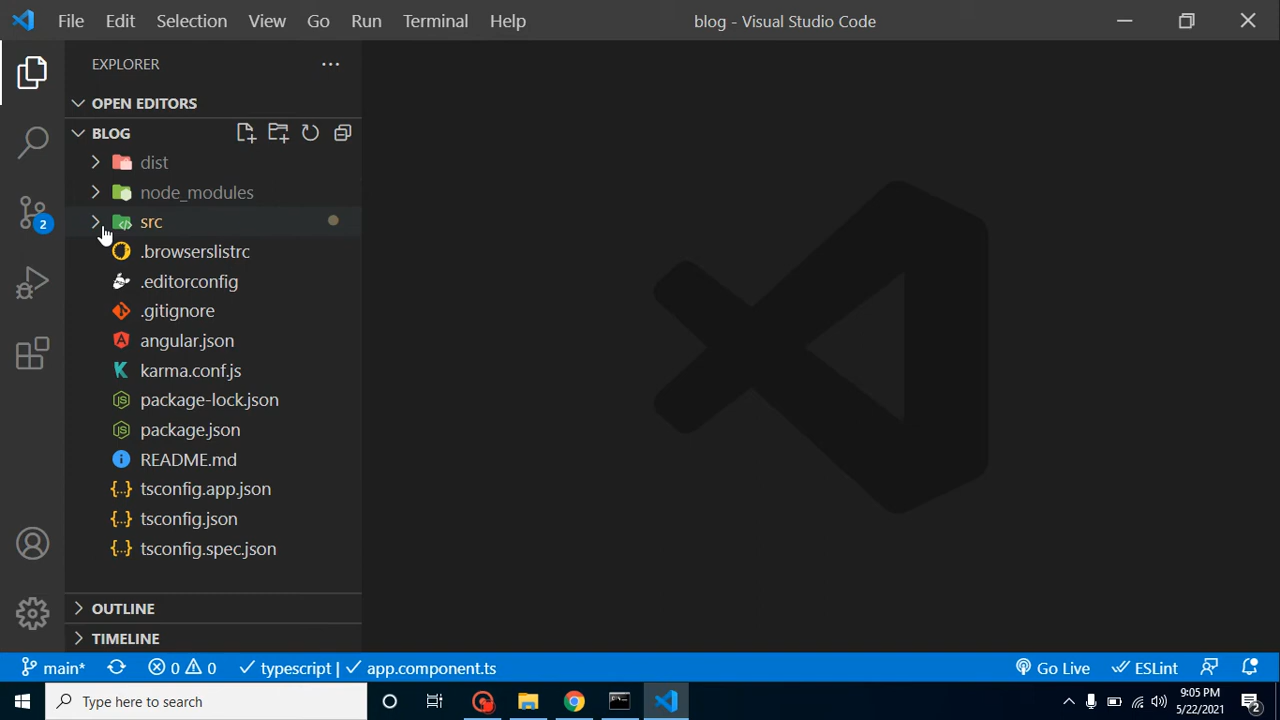 File Edit Selection View Go Run Terminal Help blog - Visual Studio Code
EXPLORER
OPEN EDITORS
BLOG
dist
node_modules
src
.browserslistrc
.editorconfig
.gitignore
angular.json
karma.conf.js
package-lock.json
package.json
README.md
tsconfig.app.json
tsconfig.json
tsconfig.spec.json
2
OUTLINE
TIMELINE
main* 0 0 typescript | app.component.ts Go Live ESLint
Type here to search
9:05 PM
5/22/2021
2